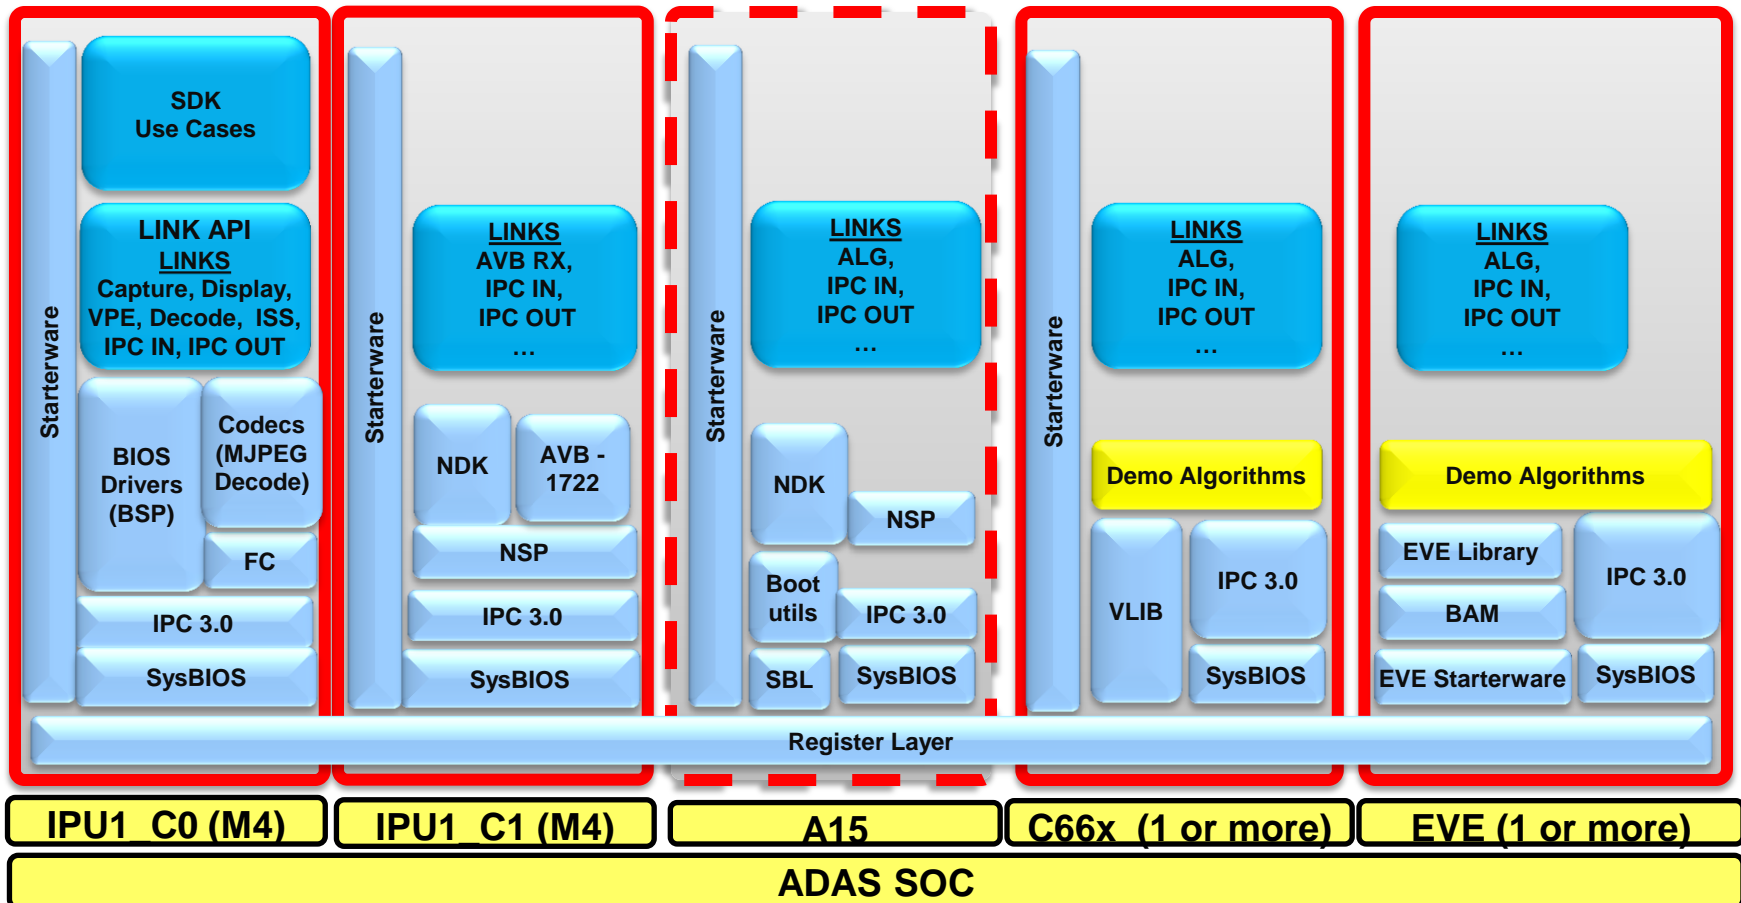 Starterware
SDK
Use Cases
LINK API
LINKS
Capture, Display,
VPE, Decode, ISS,
IPC IN, IPC OUT
BIOS
Drivers
(BSP)
Codecs
(MJPEG
Decode)
FC
IPC 3.0
SysBIOS
Starterware
LINKS
AVB RX,
IPC IN,
IPC OUT
...
NDK
AVB -
1722
NSP
IPC 3.0
SysBIOS
Starterware
LINKS
ALG,
IPC IN,
IPC OUT
...
NDK
NSP
Boot
utils
IPC 3.0
SBL
SysBIOS
Starterware
LINKS
ALG,
IPC IN,
IPC OUT
...
Demo Algorithms
VLIB
IPC 3.0
SysBIOS
LINKS
ALG,
IPC IN,
IPC OUT
...
Demo Algorithms
EVE Library
IPC 3.0
BAM
EVE Starterware
SysBIOS
Register Layer
IPU1_C0 (M4)
IPU1_C1 (M4)
A15
C66x (1 or more)
EVE (1 or more)
ADAS SOC